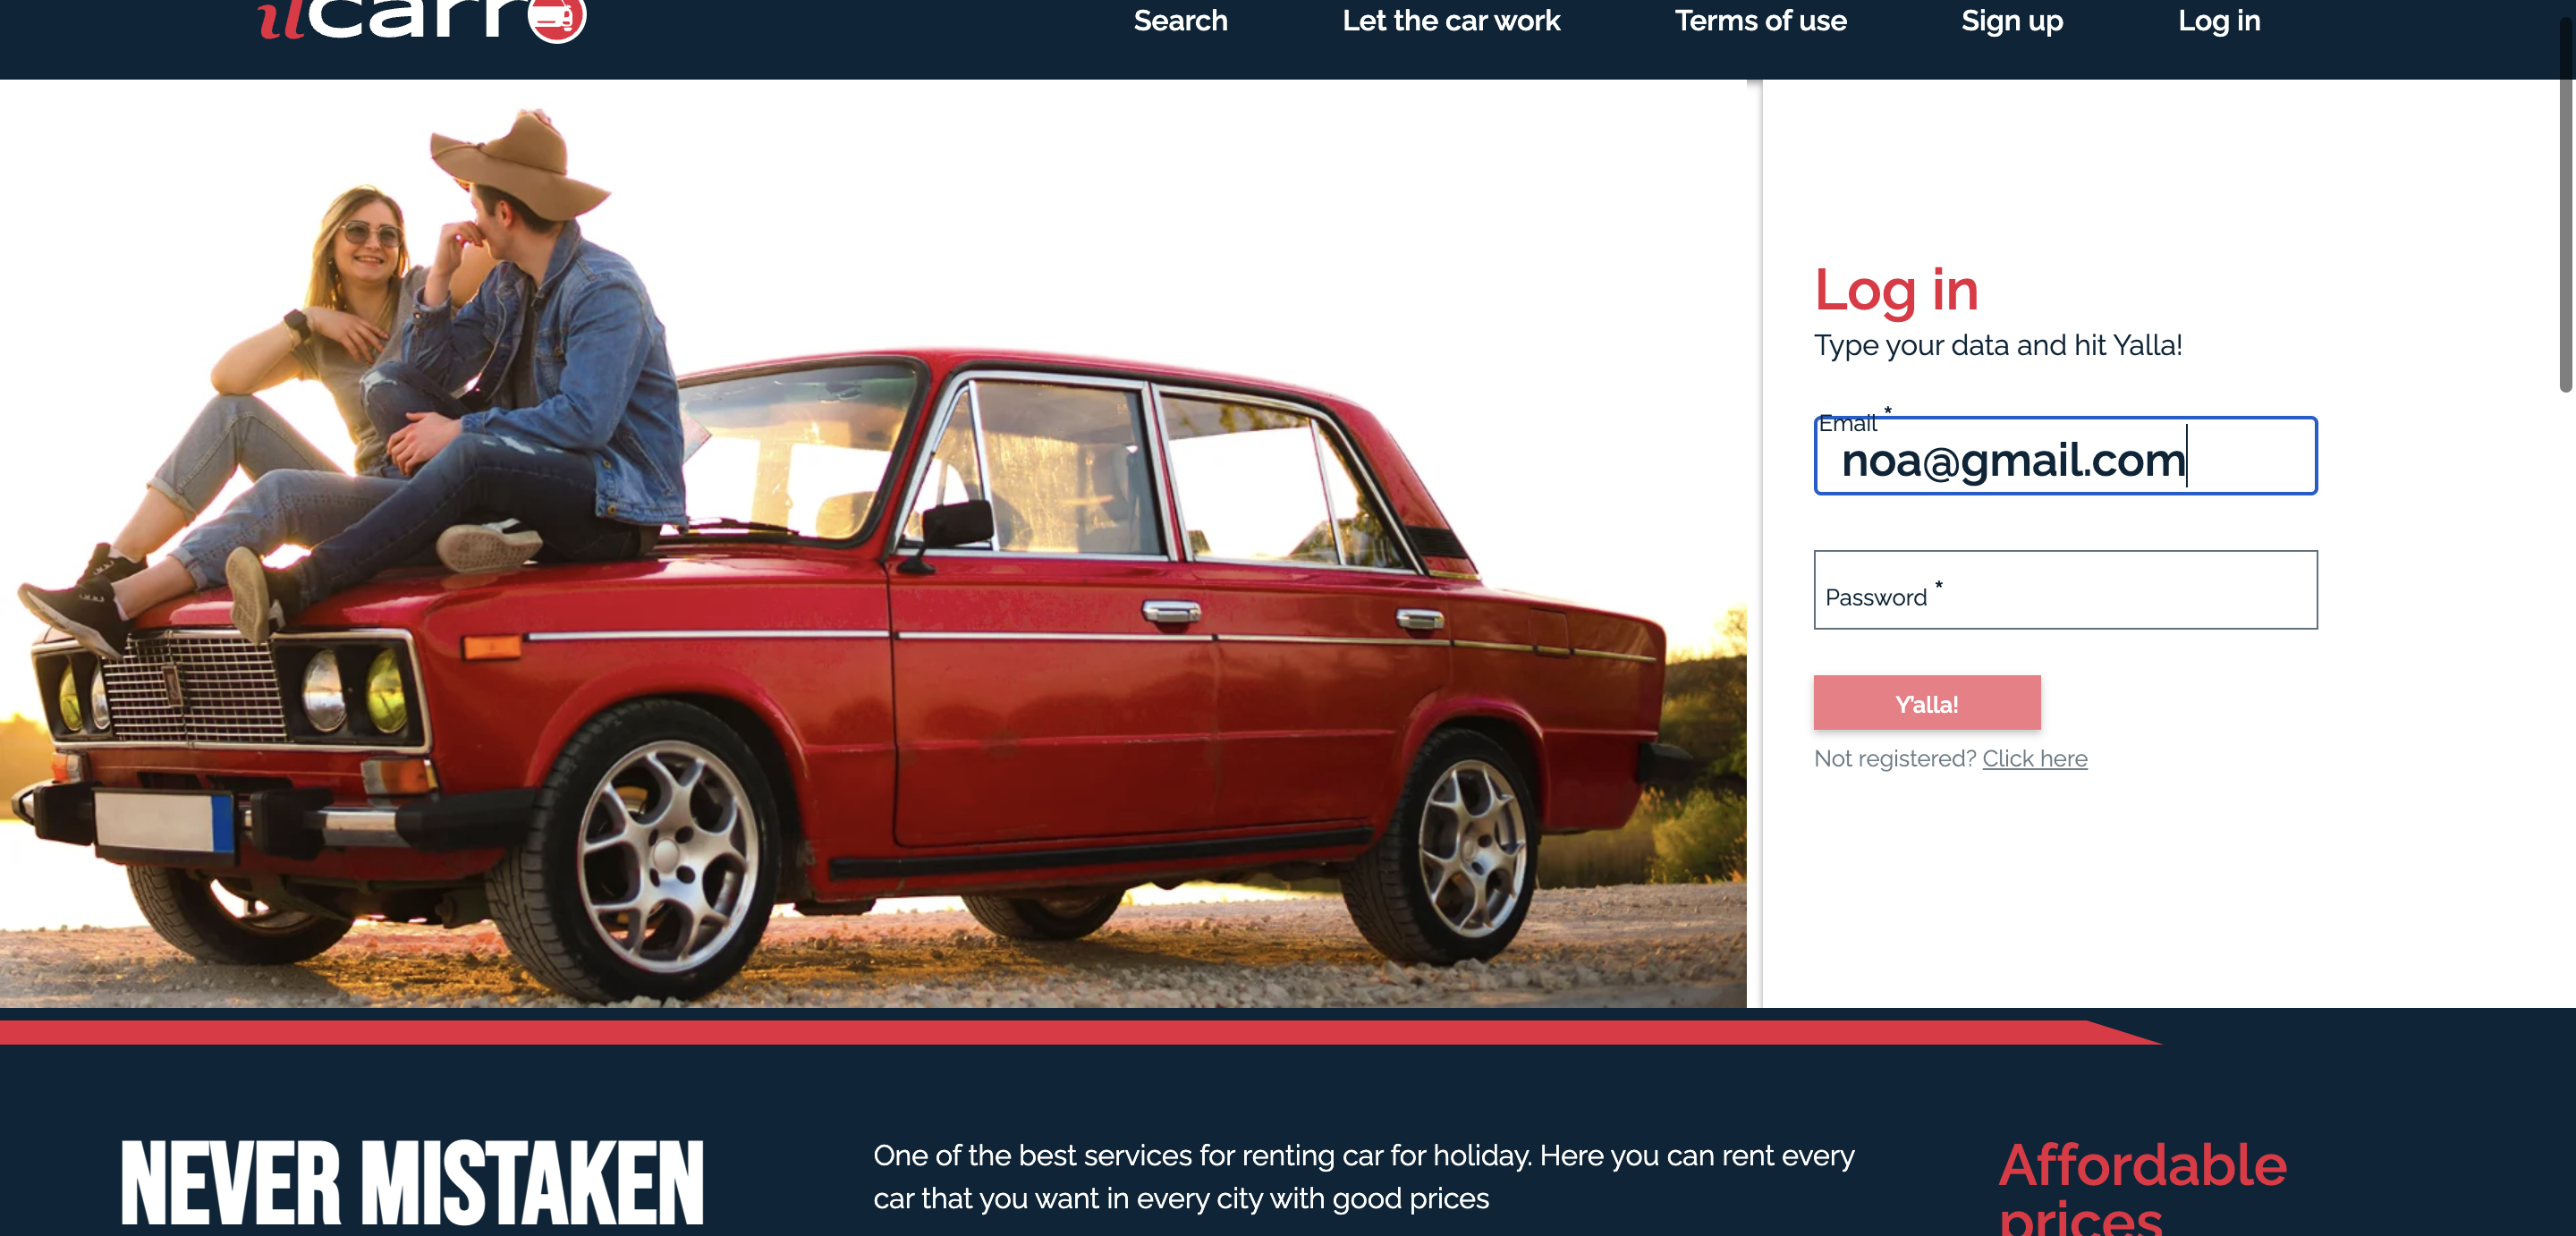 ilcarro
Search
Let the car work
Terms of use
Sign up
Log in
Log in
Type your data and hit Yalla!
Email *
noa@gmail.com
Password *
Y'alla!
Not registered? Click here
NEVER MISTAKEN
One of the best services for renting car for holiday. Here you can rent every
car that you want in every city with good prices
Affordable
prices